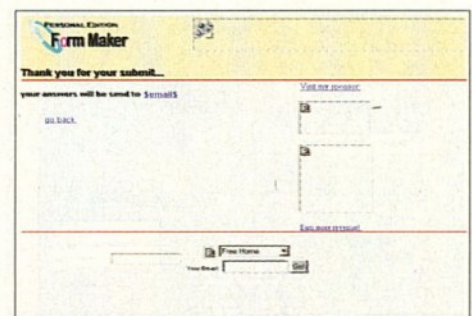 PERSONAL EDITION
Form Maker
Thank you for your submit...
your answers will be send to $email$
Visit my sponsor:
go back
Free Home
Your Email
Go!